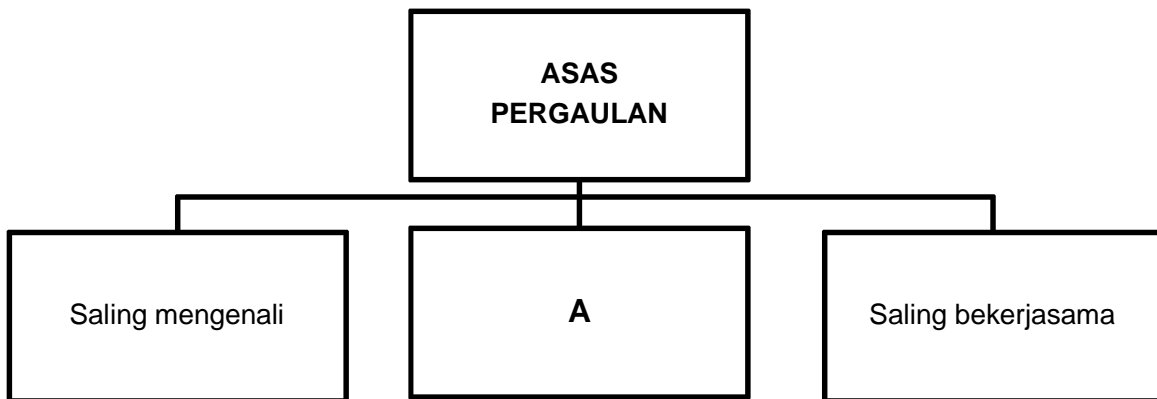 ASAS
PERGAULAN
Saling mengenali
A
Saling bekerjasama